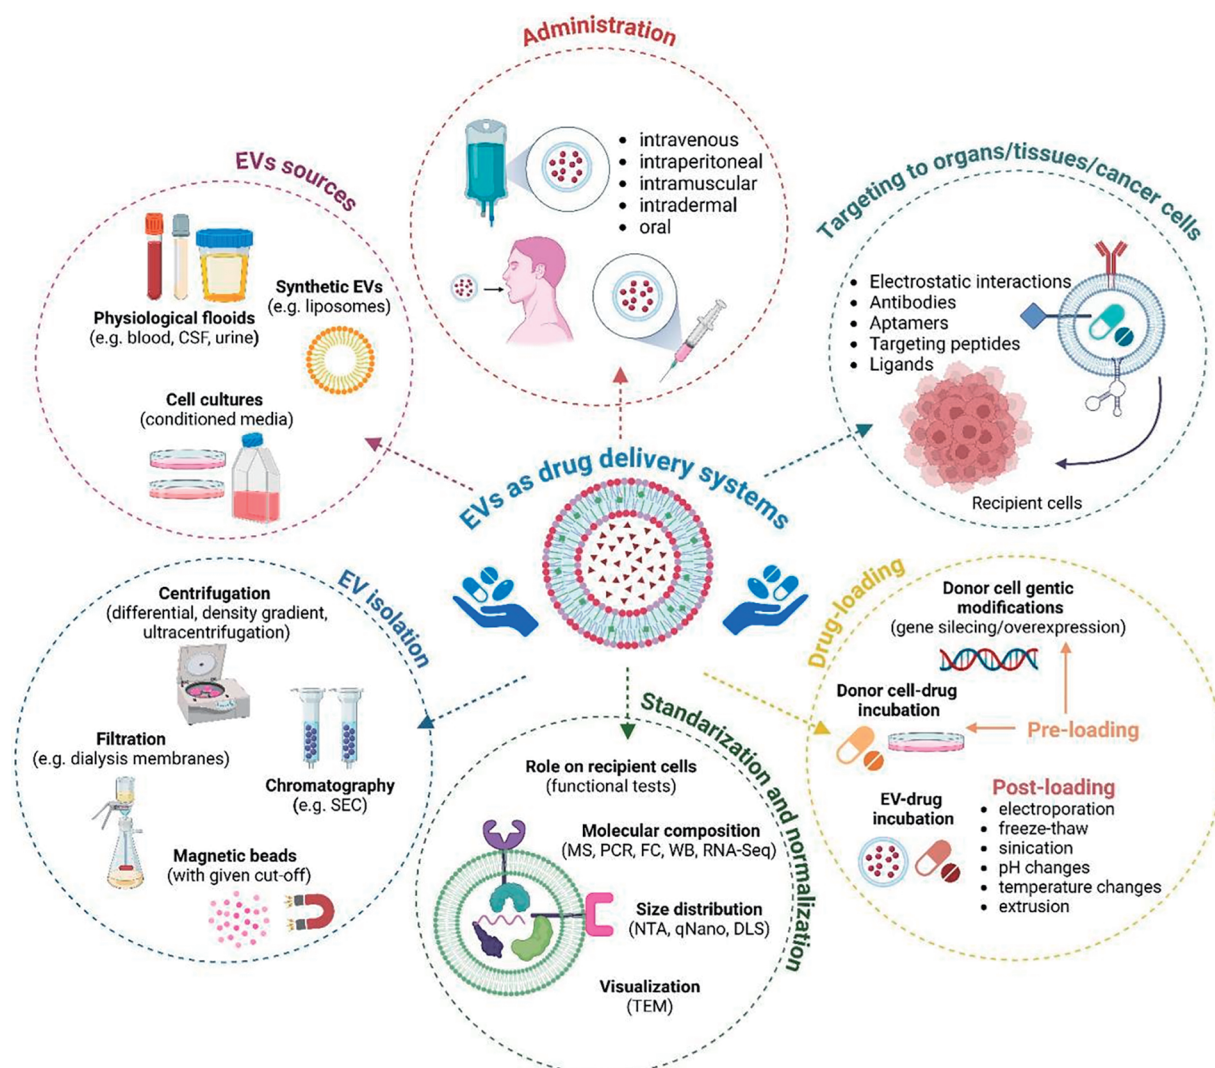 Administration
intravenous
intraperitoneal
intramuscular
intradermal
oral
EVs sources
Physiological flooids
(e.g. blood, CSF, urine)
Synthetic EVs
(e.g. liposomes)
Cell cultures
(conditioned media)
Targeting to organs/tissues/cancer cells
Electrostatic interactions
Antibodies
Aptamers
Targeting peptides
Ligands
Recipient cells
EVs as drug delivery systems
EV isolation
Centrifugation
(differential, density gradient,
ultracentrifugation)
Filtration
(e.g. dialysis membranes)
Chromatography
(e.g. SEC)
Magnetic beads
(with given cut-off)
Standarization and normalization
Role on recipient cells
(functional tests)
Molecular composition
(MS, PCR, FC, WB, RNA-Seq)
Size distribution
(NTA, qNano, DLS)
Visualization
(TEM)
Drug-loading
Donor cell gentic
modifications
(gene silecing/overexpression)
Donor cell-drug
incubation
Pre-loading
EV-drug
incubation
Post-loading
electroporation
freeze-thaw
sinication
pH changes
temperature changes
extrusion